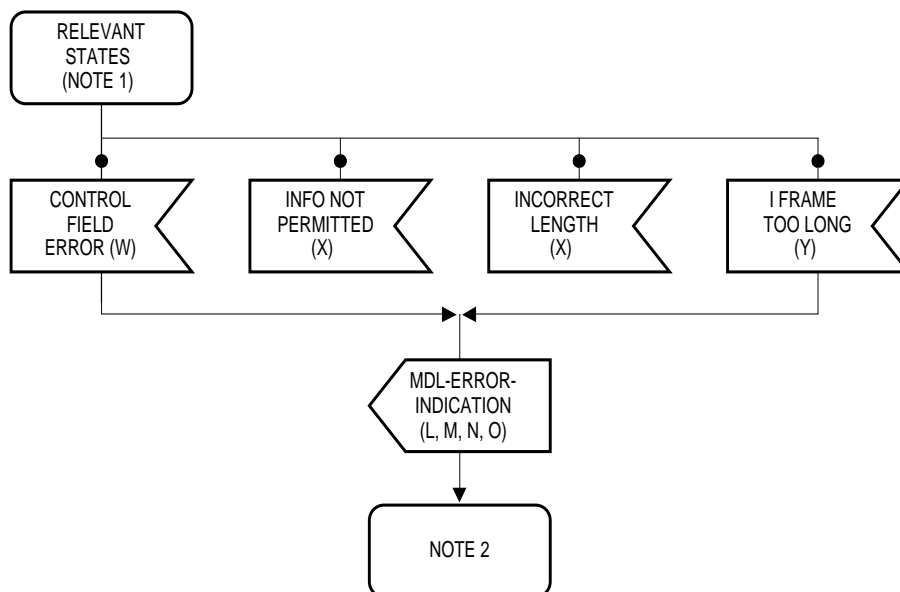 RELEVANT
STATES
(NOTE 1)
CONTROL
FIELD
ERROR (W)
INFO NOT
PERMITTED
(X)
INCORRECT
LENGTH
(X)
I FRAME
TOO LONG
(Y)
MDL-ERROR-
INDICATION
(L, M, N, O)
NOTE 2